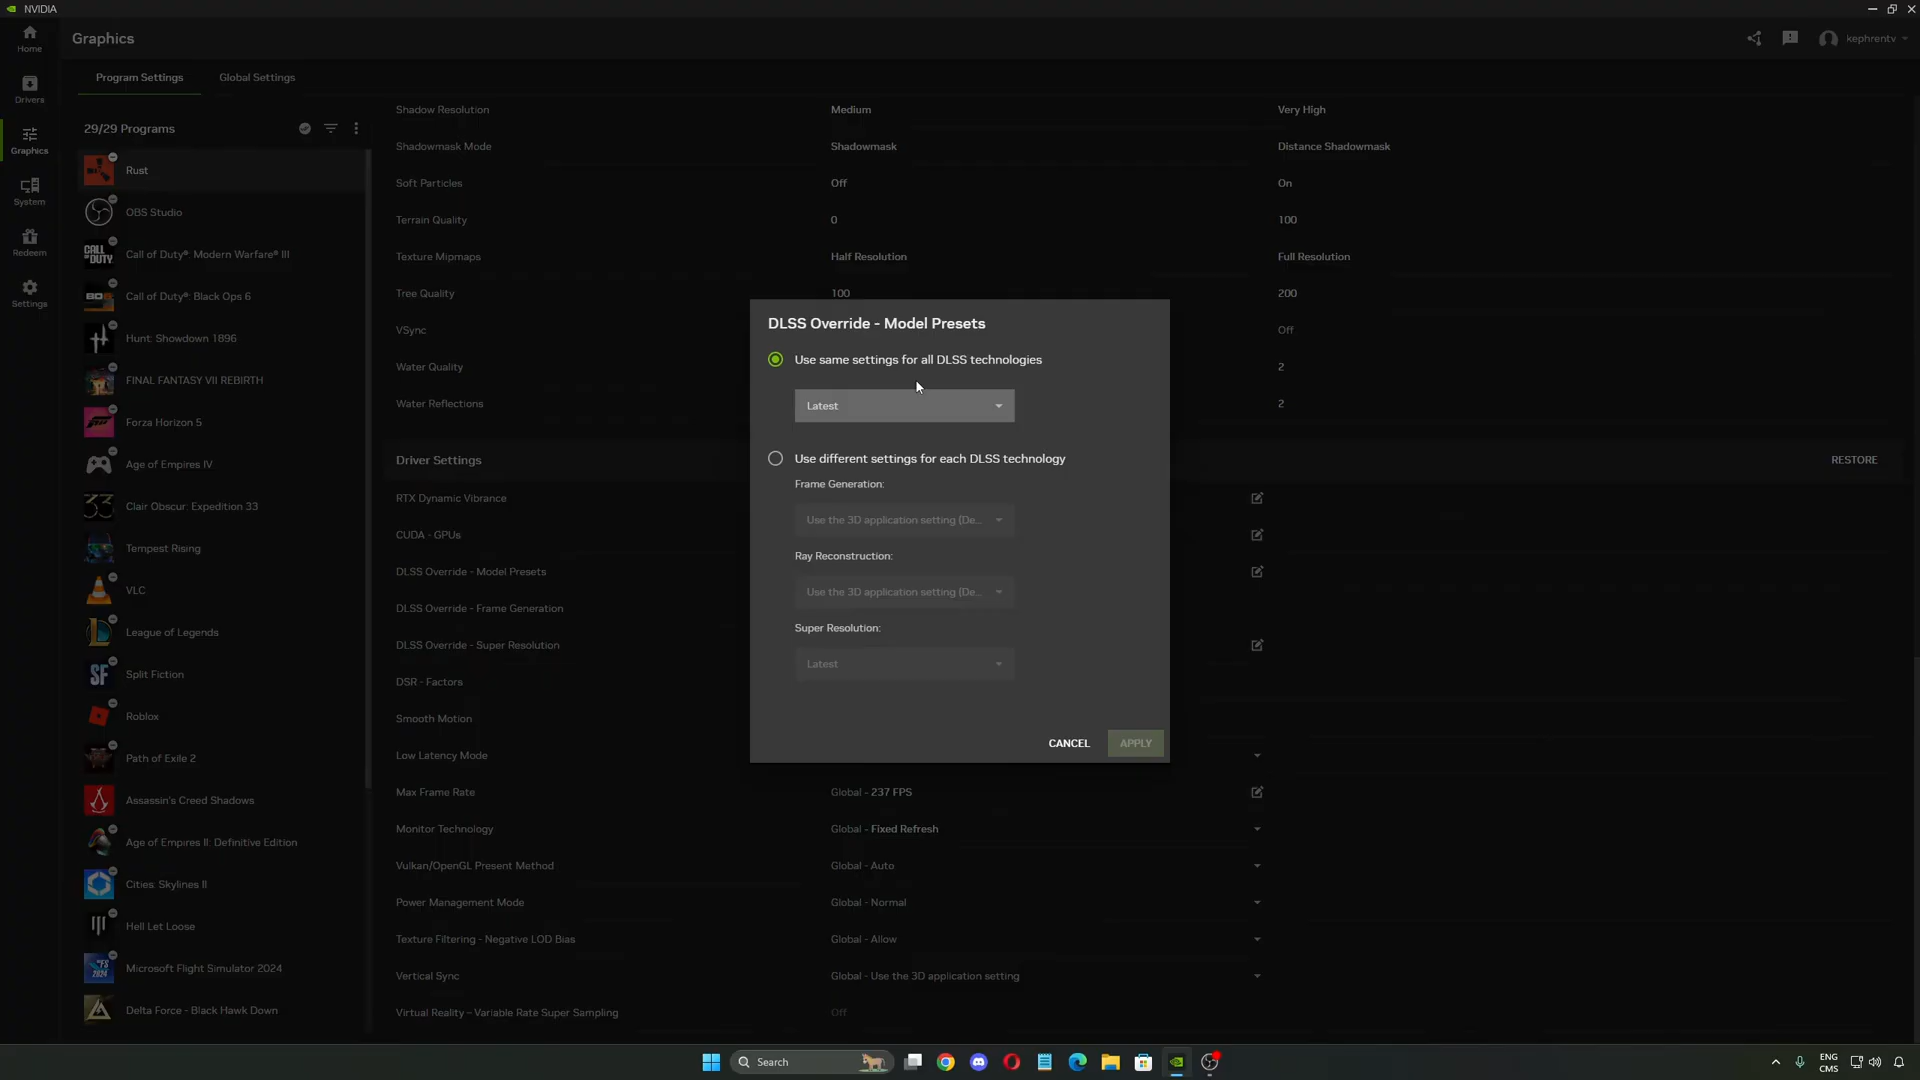 NVIDIA
Home
Graphics
kephrentv
Program Settings
Global Settings
Drivers
Graphics
System
Redeem
Settings
29/29 Programs
Rust
OBS Studio
Call of Duty®: Modern Warfare® III
Call of Duty®: Black Ops 6
Hunt: Showdown 1896
FINAL FANTASY VII REBIRTH
Forza Horizon 5
Age of Empires IV
Clair Obscur: Expedition 33
Tempest Rising
VLC
League of Legends
Split Fiction
Roblox
Path of Exile 2
Assassin's Creed Shadows
Age of Empires II: Definitive Edition
Cities: Skylines II
Hell Let Loose
Microsoft Flight Simulator 2024
Delta Force - Black Hawk Down
Shadow Resolution Medium Very High
Shadowmask Mode Shadowmask Distance Shadowmask
Soft Particles Off On
Terrain Quality 0 100
Texture Mipmaps Half Resolution Full Resolution
Tree Quality 100 200
VSync Off
Water Quality 2
Water Reflections 2
Driver Settings RESTORE
RTX Dynamic Vibrance
CUDA - GPUs
DLSS Override - Model Presets
DLSS Override - Frame Generation
DLSS Override - Super Resolution
DSR - Factors
Smooth Motion
Low Latency Mode
Max Frame Rate Global - 237 FPS
Monitor Technology Global - Fixed Refresh
Vulkan/OpenGL Present Method Global - Auto
Power Management Mode Global - Normal
Texture Filtering - Negative LOD Bias Global - Allow
Vertical Sync Global - Use the 3D application setting
Virtual Reality – Variable Rate Super Sampling Off
DLSS Override - Model Presets
Use same settings for all DLSS technologies
Latest
Use different settings for each DLSS technology
Frame Generation:
Use the 3D application setting (De...
Ray Reconstruction:
Use the 3D application setting (De...
Super Resolution:
Latest
CANCEL APPLY
Search
ENG
CMS